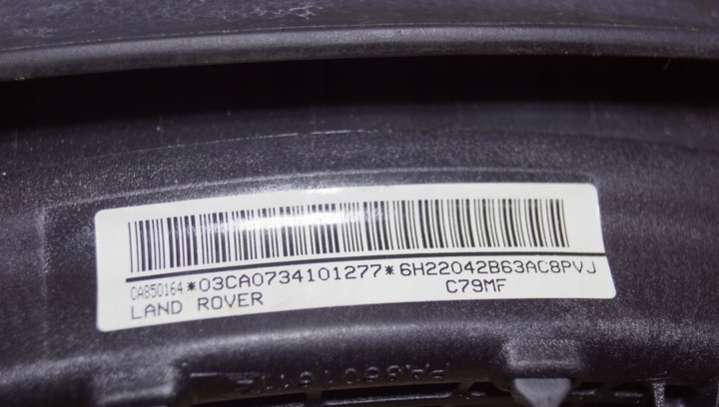 CA850164 *03CA0734101277*6H22042B63AC8PVJ
LAND ROVER C79MF